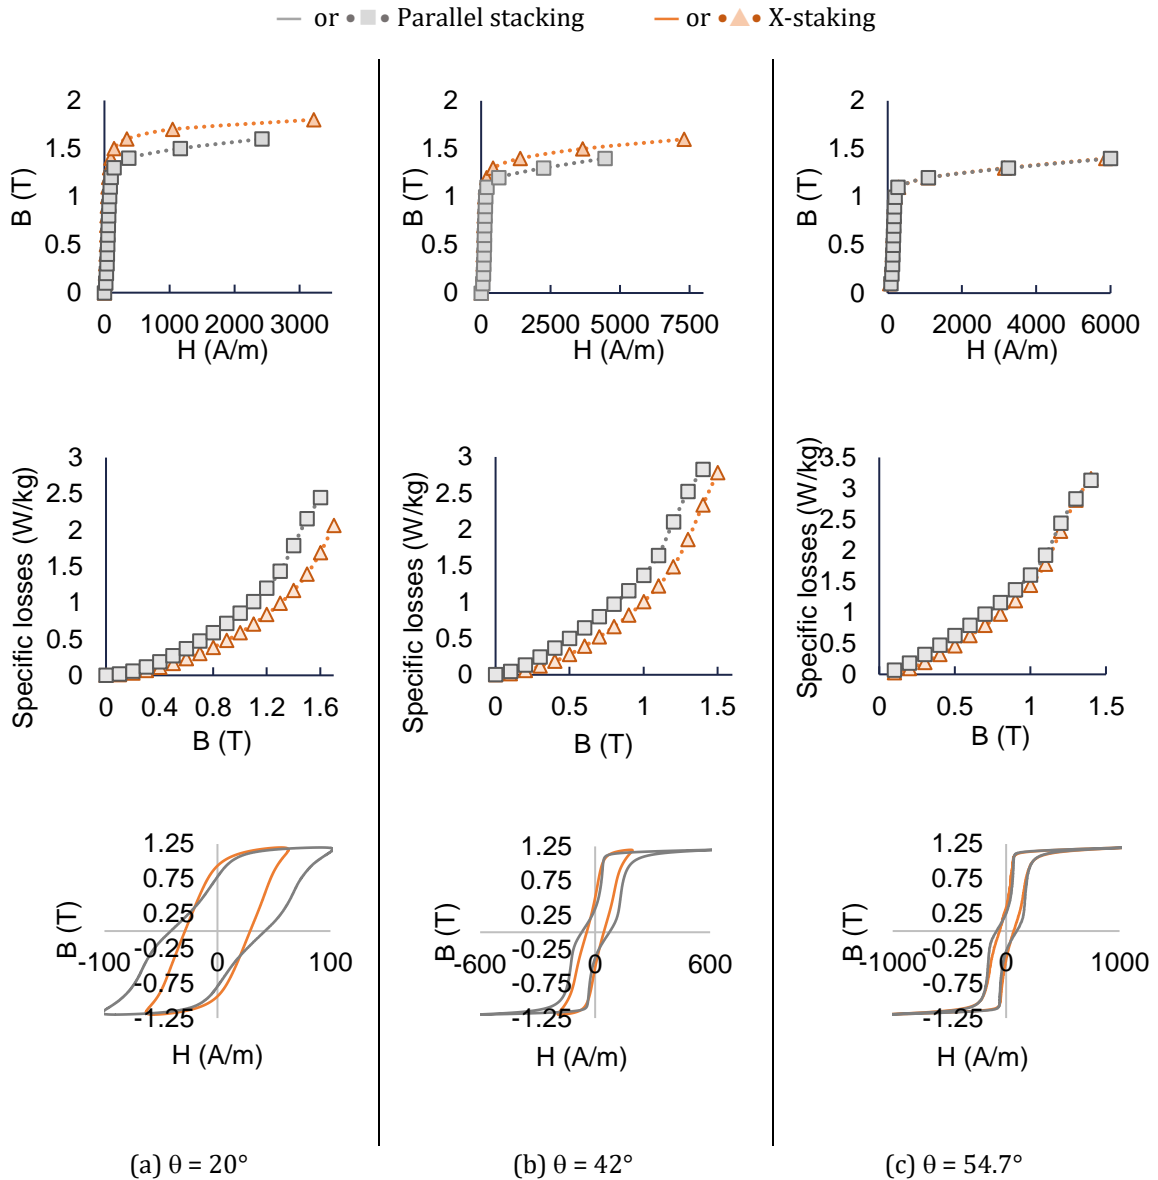 or Parallel stacking or X-staking
2
1.5
1
0.5
0
B (T)
0 1000 2000 3000
H (A/m)
2
1.5
1
0.5
0
B (T)
0 2500 5000 7500
H (A/m)
2
1.5
1
0.5
0
B (T)
0 2000 4000 6000
H (A/m)
3
2.5
2
1.5
1
0.5
0
Specific losses (W/kg)
0 0.4 0.8 1.2 1.6
B (T)
3
2.5
2
1.5
1
0.5
0
Specific losses (W/kg)
0 0.5 1 1.5
B (T)
3.5
3
2.5
2
1.5
1
0.5
0
Specific losses (W/kg)
0 0.5 1 1.5
B (T)
1.25
0.75
0.25
-0.25
-0.75
-1.25
B (T)
-100 0 100
H (A/m)
1.25
0.75
0.25
-0.25
-0.75
-1.25
B (T)
-600 0 600
H (A/m)
1.25
0.75
0.25
-0.25
-0.75
-1.25
B (T)
-1000 0 1000
H (A/m)
(a) θ = 20°
(b) θ = 42°
(c) θ = 54.7°